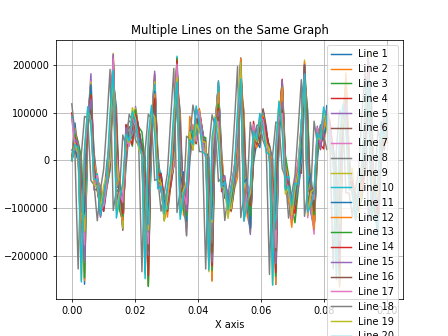 Multiple Lines on the Same Graph
200000
100000
0
−100000
−200000
0.00
0.02
0.04
0.06
X axis
Line 1
Line 2
Line 3
Line 4
Line 5
Line 6
Line 7
Line 8
Line 9
Line 10
Line 11
Line 12
Line 13
Line 14
Line 15
Line 16
Line 17
Line 18
Line 19
Line 20